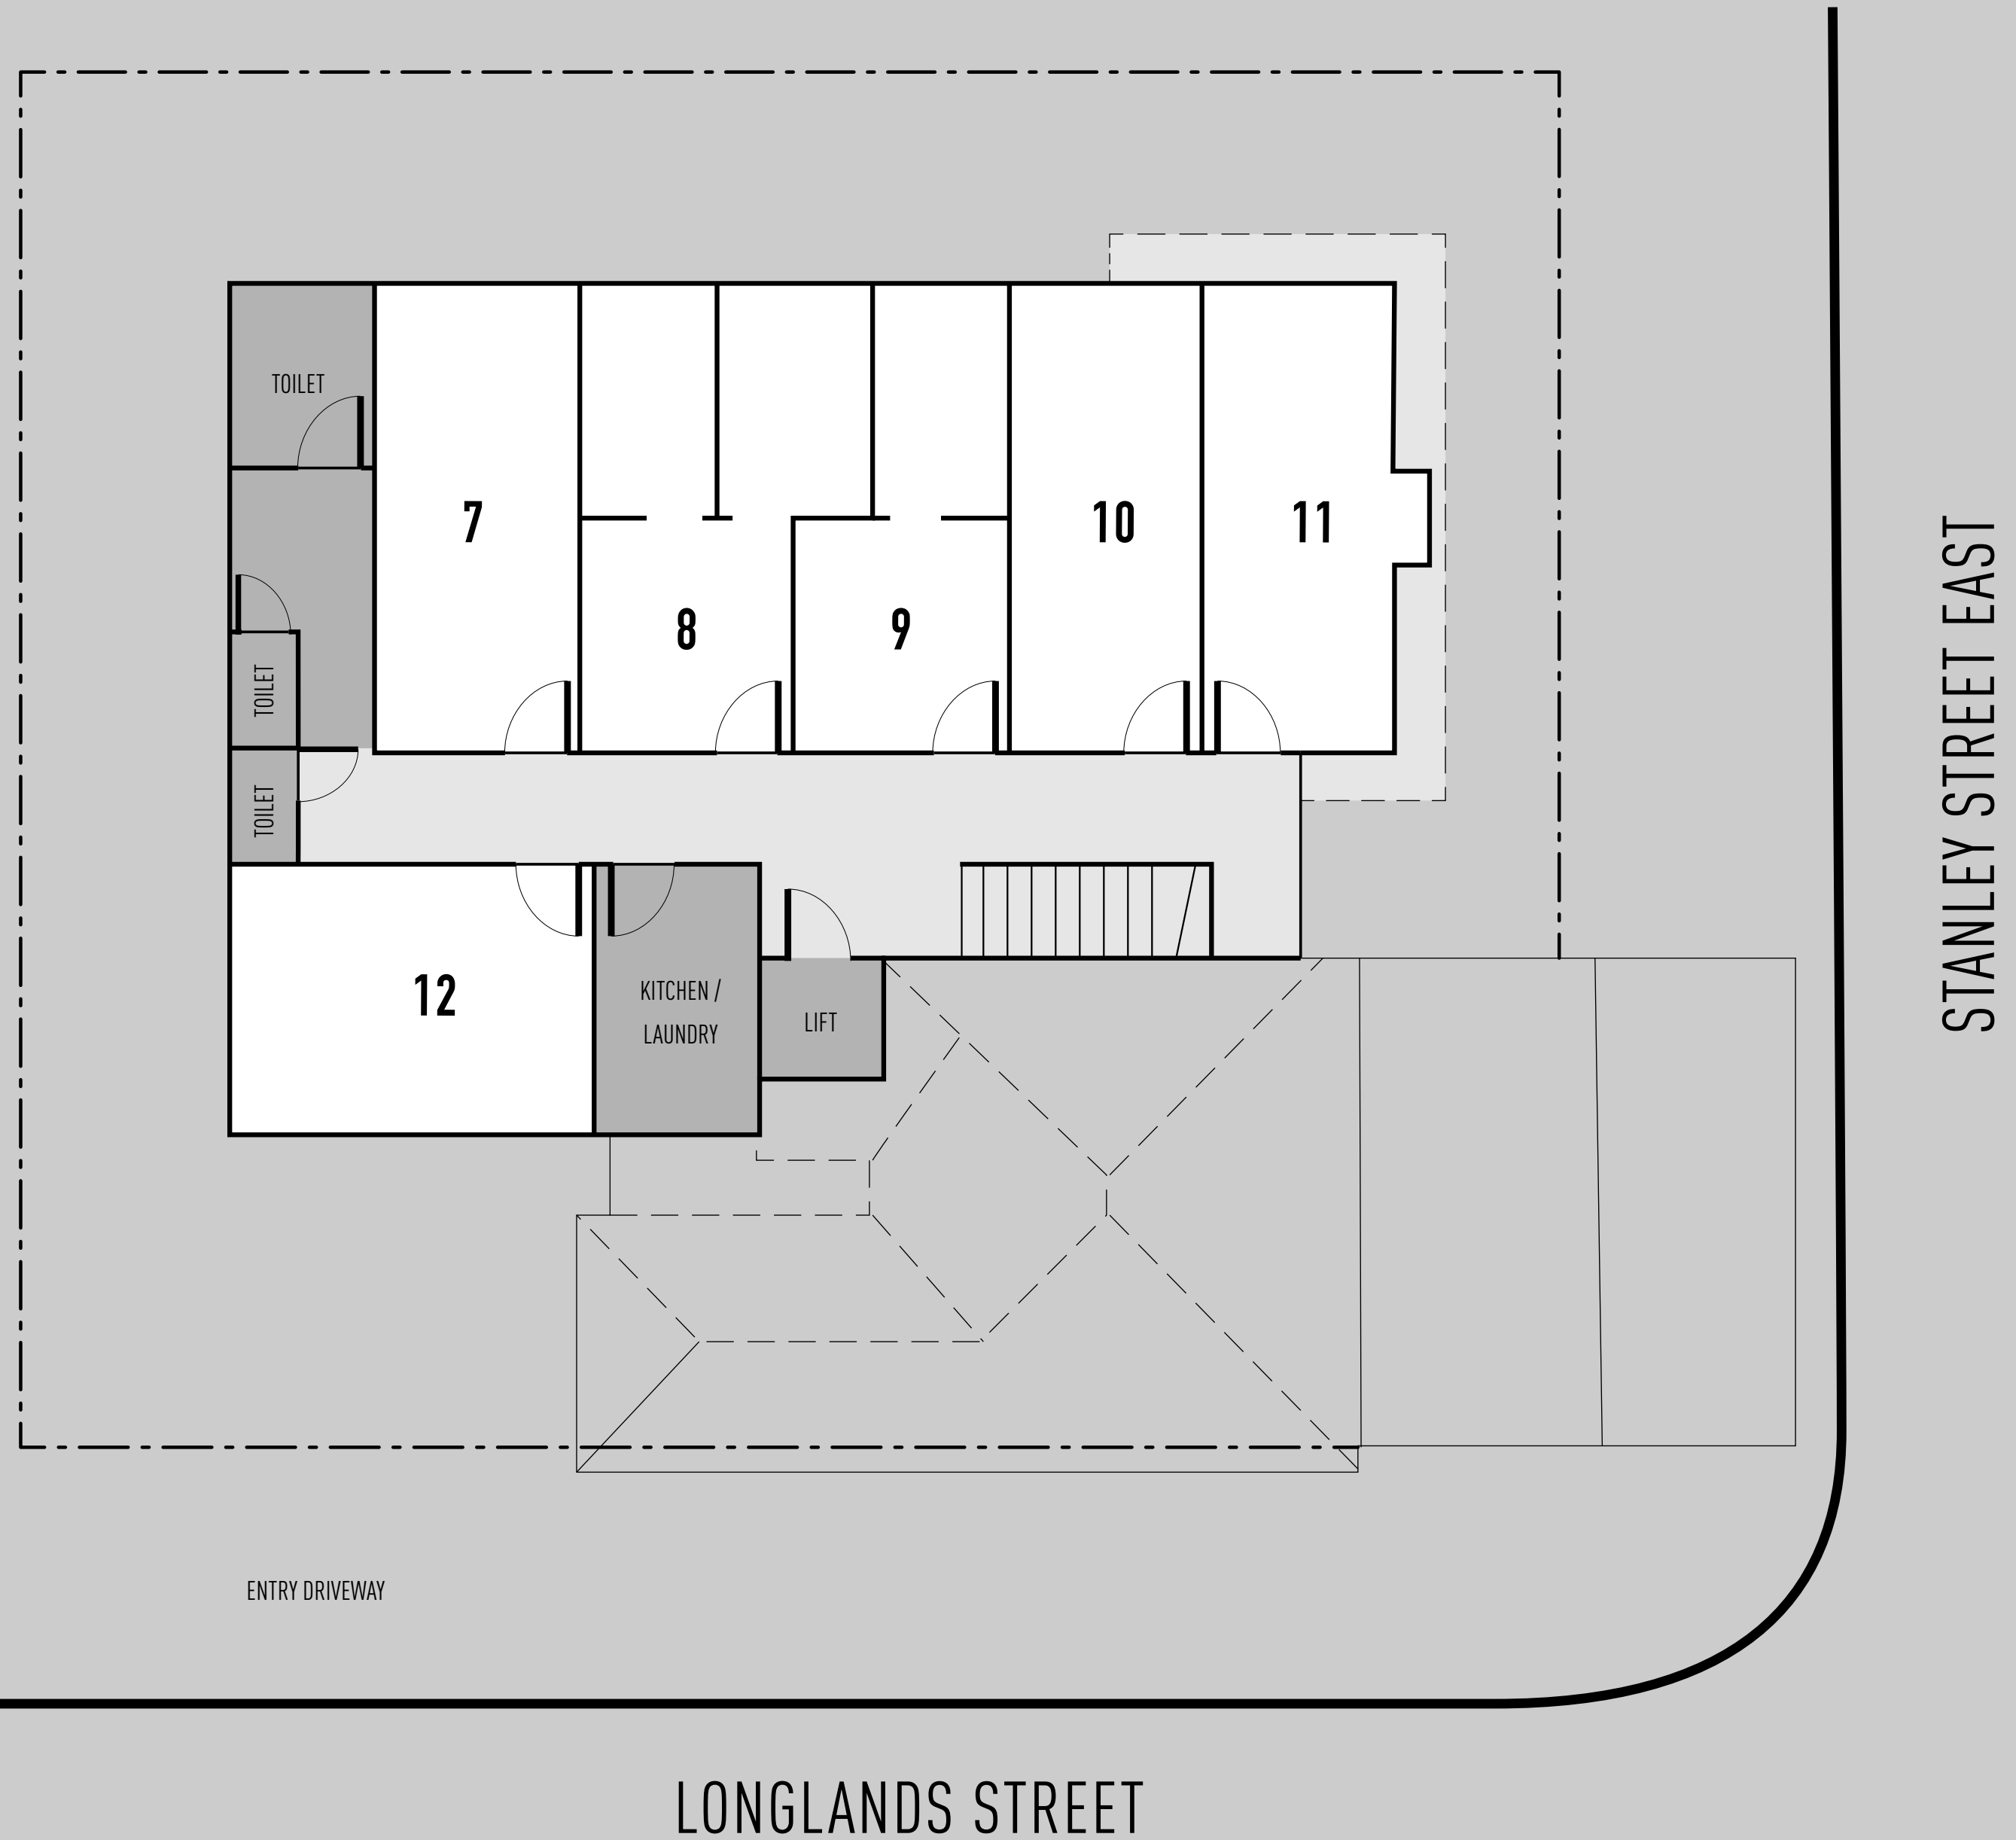 TOILET
7
10
11
8
9
TOILET
TOILET
12
KITCHEN /
LAUNDRY
LIFT
STANLEY STREET EAST
ENTRY DRIVEWAY
LONGLANDS STREET